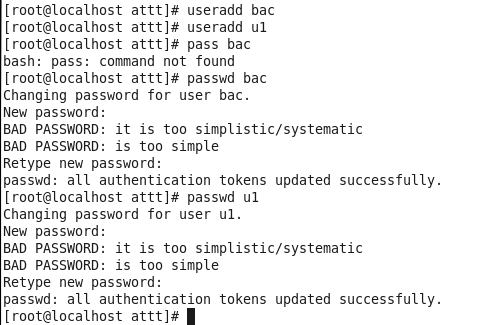 [root@localhost attt]# useradd bac
[root@localhost attt]# useradd u1
[root@localhost attt]# pass bac
bash: pass: command not found
[root@localhost attt]# passwd bac
Changing password for user bac.
New password:
BAD PASSWORD: it is too simplistic/systematic
BAD PASSWORD: is too simple
Retype new password:
passwd: all authentication tokens updated successfully.
[root@localhost attt]# passwd u1
Changing password for user u1.
New password:
BAD PASSWORD: it is too simplistic/systematic
BAD PASSWORD: is too simple
Retype new password:
passwd: all authentication tokens updated successfully.
[root@localhost attt]#